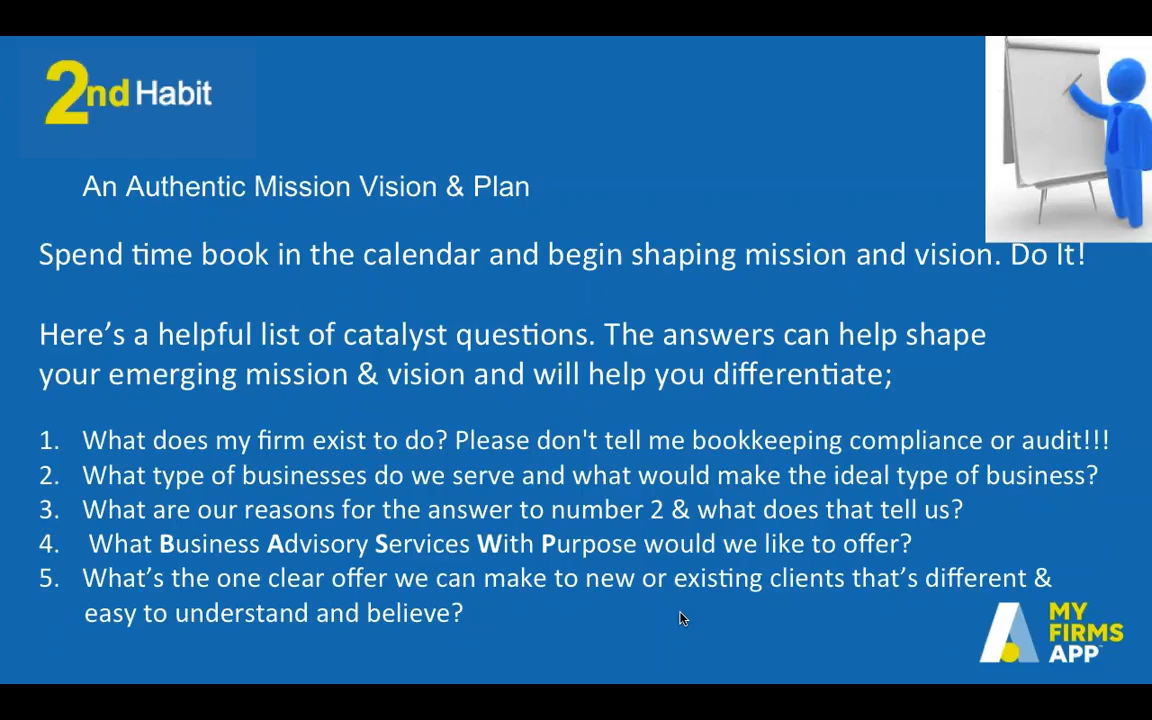 2nd Habit
An Authentic Mission Vision & Plan
Spend time book in the calendar and begin shaping mission and vision. Do It!
Here’s a helpful list of catalyst questions. The answers can help shape
your emerging mission & vision and will help you differentiate;
1. What does my firm exist to do? Please don't tell me bookkeeping compliance or audit!!!
2. What type of businesses do we serve and what would make the ideal type of business?
3. What are our reasons for the answer to number 2 & what does that tell us?
4. What Business Advisory Services With Purpose would we like to offer?
5. What’s the one clear offer we can make to new or existing clients that’s different &
easy to understand and believe?
MY
FIRMS
APP